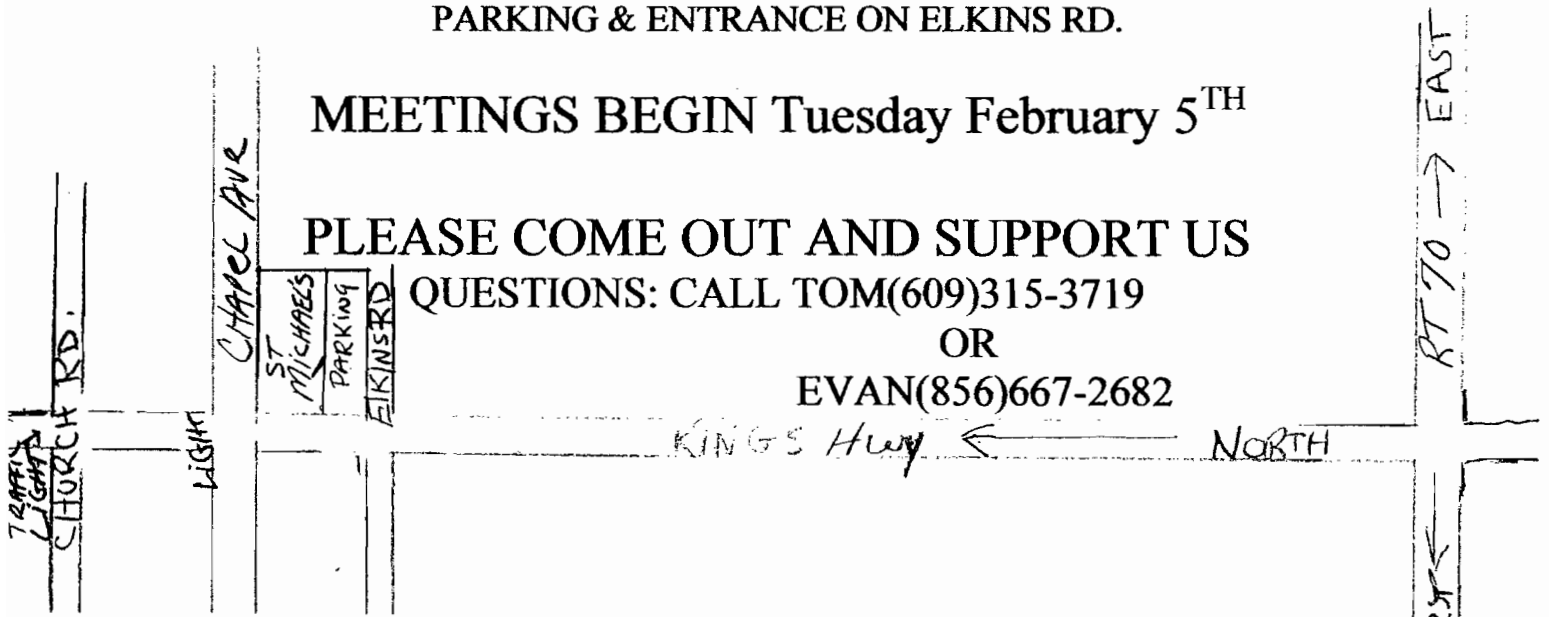 PARKING & ENTRANCE ON ELKINS RD.
MEETINGS BEGIN Tuesday February 5TH
PLEASE COME OUT AND SUPPORT US
QUESTIONS: CALL TOM(609)315-3719
OR
EVAN(856)667-2682
CHURCH RD.
TRAFFIC
LIGHT
CHAPEL AVE
LIGHT
ST
MICHAEL'S
PARKING
ELKINS RD
KINGS Hwy ← NORTH
RT 70 → EAST